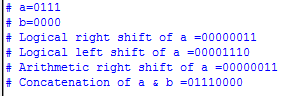 # a=0111
# b=0000
# Logical right shift of a =00000011
# Logical left shift of a =00001110
# Arithmetic right shift of a =00000011
# Concatenation of a & b =01110000